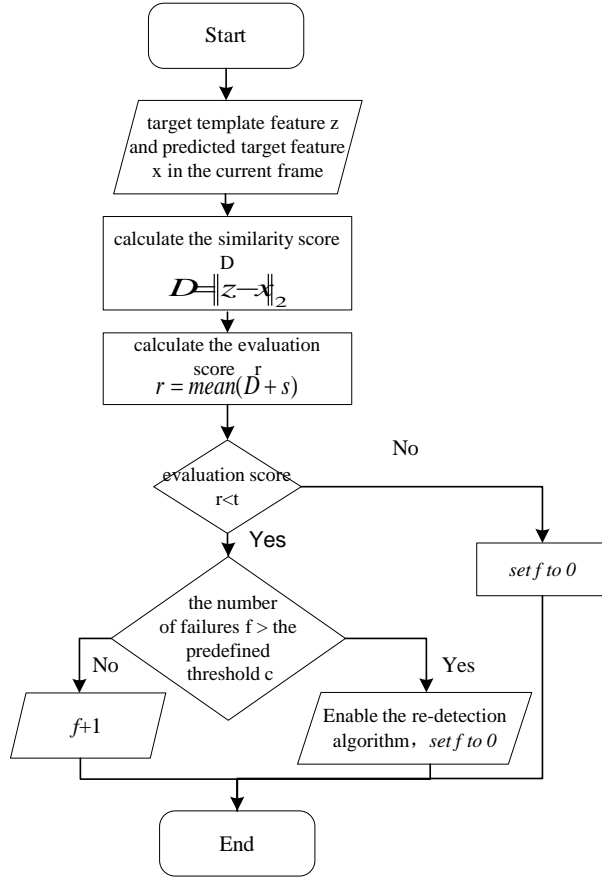 Start
target template feature z
and predicted target feature
x in the current frame
calculate the similarity score
D
D=‖z−x‖₂
calculate the evaluation
score r
r = mean(D + s)
No
evaluation score
r<t
Yes
set f to 0
the number
of failures f > the
predefined
threshold c
No
Yes
f+1
Enable the re-detection
algorithm，set f to 0
End